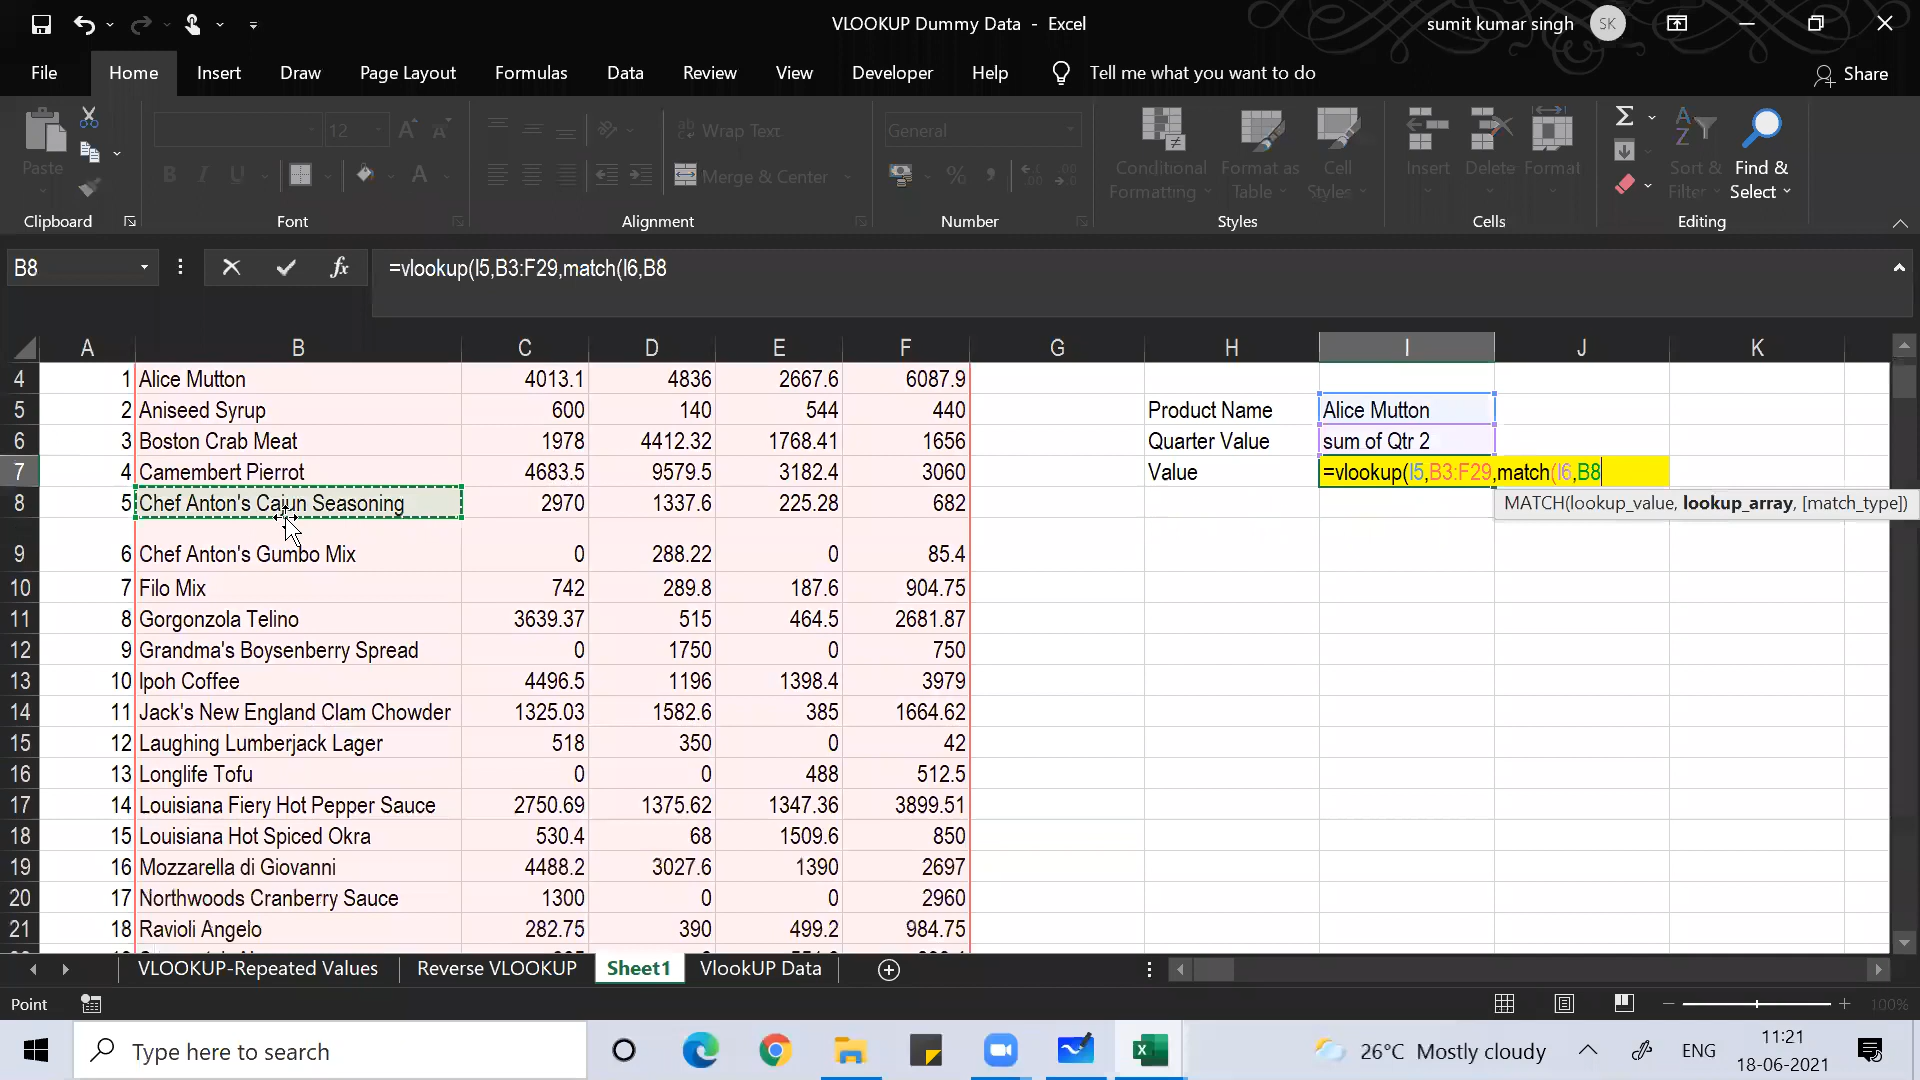 VLOOKUP Dummy Data - Excel
sumit kumar singh SK
File Home Insert Draw Page Layout Formulas Data Review View Developer Help Tell me what you want to do Share
12 Wrap Text General
Paste B I U A Merge & Center % Conditional Formatting Format as Table Cell Styles Insert Delete Format Sort & Filter Find & Select
Clipboard Font Alignment Number Styles Cells Editing
B8 fx =vlookup(I5,B3:F29,match(I6,B8
A B C D E F G H I J K
4 1 Alice Mutton 4013.1 4836 2667.6 6087.9
5 2 Aniseed Syrup 600 140 544 440 Product Name Alice Mutton
6 3 Boston Crab Meat 1978 4412.32 1768.41 1656 Quarter Value sum of Qtr 2
7 4 Camembert Pierrot 4683.5 9579.5 3182.4 3060 Value =vlookup(I5,B3:F29,match(I6,B8
8 5 Chef Anton's Cajun Seasoning 2970 1337.6 225.28 682 MATCH(lookup_value, lookup_array, [match_type])
9 6 Chef Anton's Gumbo Mix 0 288.22 0 85.4
10 7 Filo Mix 742 289.8 187.6 904.75
11 8 Gorgonzola Telino 3639.37 515 464.5 2681.87
12 9 Grandma's Boysenberry Spread 0 1750 0 750
13 10 Ipoh Coffee 4496.5 1196 1398.4 3979
14 11 Jack's New England Clam Chowder 1325.03 1582.6 385 1664.62
15 12 Laughing Lumberjack Lager 518 350 0 42
16 13 Longlife Tofu 0 0 488 512.5
17 14 Louisiana Fiery Hot Pepper Sauce 2750.69 1375.62 1347.36 3899.51
18 15 Louisiana Hot Spiced Okra 530.4 68 1509.6 850
19 16 Mozzarella di Giovanni 4488.2 3027.6 1390 2697
20 17 Northwoods Cranberry Sauce 1300 0 0 2960
21 18 Ravioli Angelo 282.75 390 499.2 984.75
VLOOKUP-Repeated Values Reverse VLOOKUP Sheet1 VlookUP Data
Point 100%
Type here to search 26°C Mostly cloudy ENG 11:21
18-06-2021